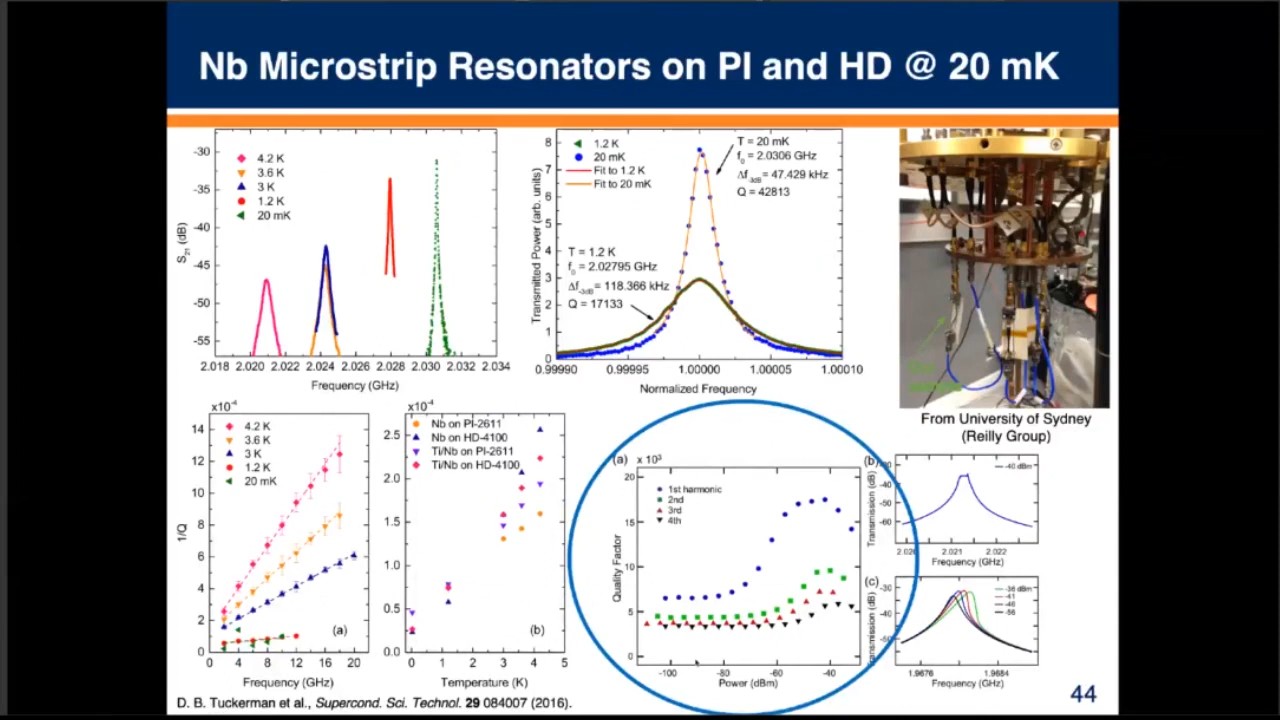 Nb Microstrip Resonators on PI and HD @ 20 mK
-30
-35
-40
-45
-50
-55
S21 (dB)
4.2 K
3.6 K
3 K
1.2 K
20 mK
2.018 2.020 2.022 2.024 2.026 2.028 2.030 2.032 2.034
Frequency (GHz)
8
7
6
5
4
3
2
1
0
Transmitted Power (arb. units)
1.2 K
20 mK
Fit to 1.2 K
Fit to 20 mK
T = 20 mK
f0 = 2.0306 GHz
Δf-3dB = 47.429 kHz
Q = 42813
T = 1.2 K
f0 = 2.02795 GHz
Δf-3dB = 118.366 kHz
Q = 17133
0.99990 0.99995 1.00000 1.00005 1.00010
Normalized Frequency
From University of Sydney
(Reilly Group)
x10-4
14
12
10
8
6
4
2
0
1/Q
4.2 K
3.6 K
3 K
1.2 K
20 mK
(a)
0 4 8 12 16 20
Frequency (GHz)
x10-4
2.5
2.0
1.5
1.0
0.5
0.0
Nb on PI-2611
Nb on HD-4100
Ti/Nb on PI-2611
Ti/Nb on HD-4100
(b)
0 1 2 3 4 5
Temperature (K)
(a) x 10³
20
15
10
5
0
Quality Factor
1st harmonic
2nd
3rd
4th
-100 -80 -60 -40
Power (dBm)
(b)
-40
-60
Transmission (dB)
-40 dBm
2.021 2.022
Frequency (GHz)
(c)
-30
-40
Transmission (dB)
-36 dBm
-41
-46
-56
1.9676 1.9684
Frequency (GHz)
D. B. Tuckerman et al., Supercond. Sci. Technol. 29 084007 (2016).
44